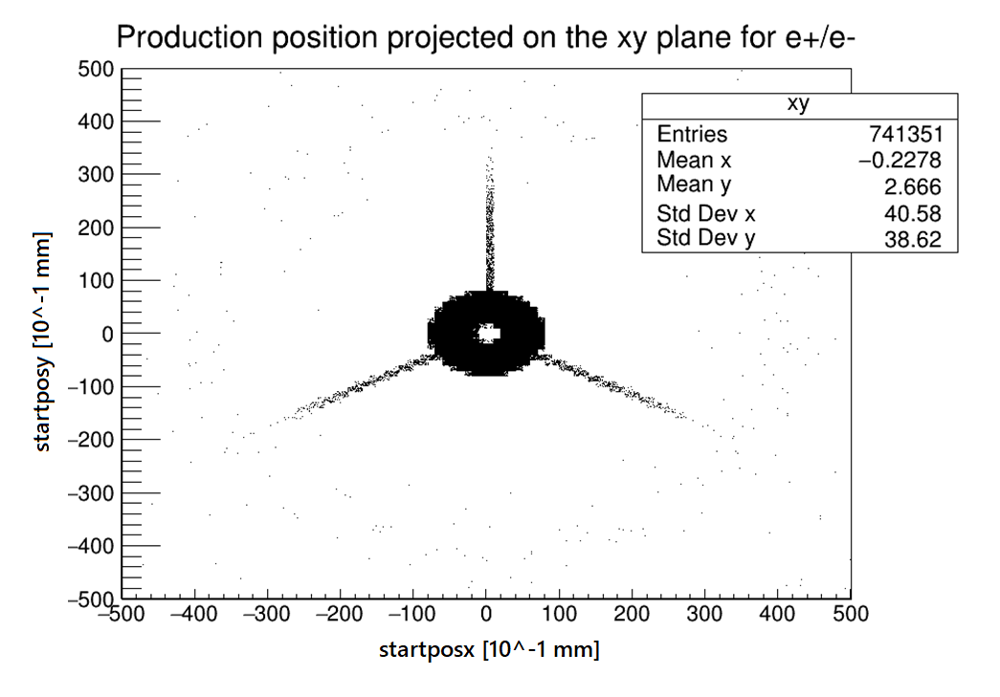 Production position projected on the xy plane for e+/e-
xy
Entries 741351
Mean x −0.2278
Mean y 2.666
Std Dev x 40.58
Std Dev y 38.62
500
400
300
200
100
0
−100
−200
−300
−400
−500
startposy [10^-1 mm]
−500 −400 −300 −200 −100 0 100 200 300 400 500
startposx [10^-1 mm]